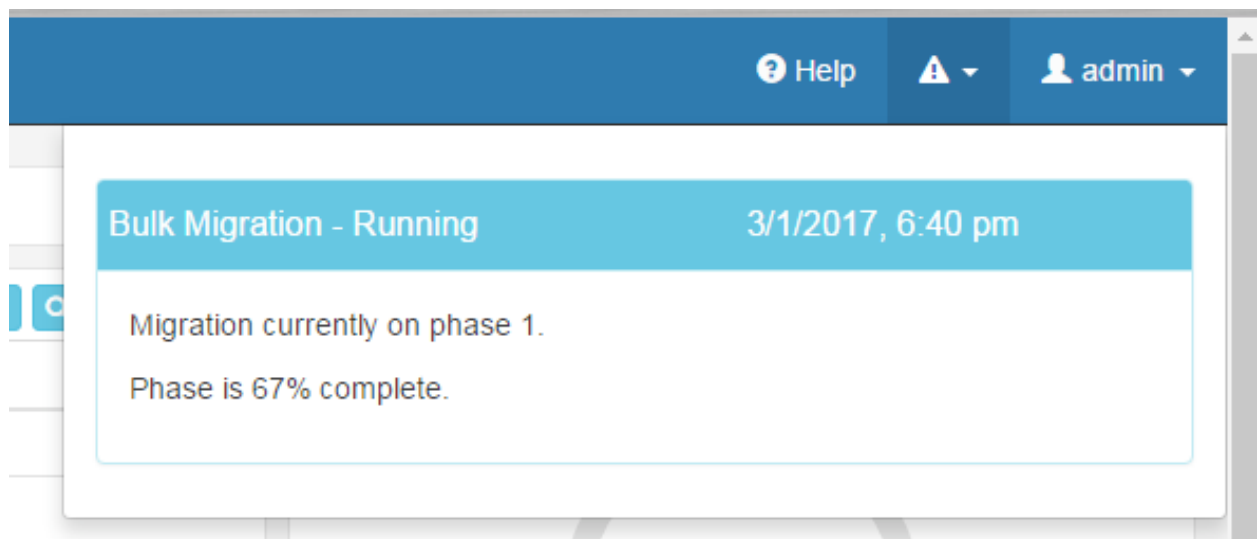 Help
admin
Bulk Migration - Running 3/1/2017, 6:40 pm
Migration currently on phase 1.
Phase is 67% complete.